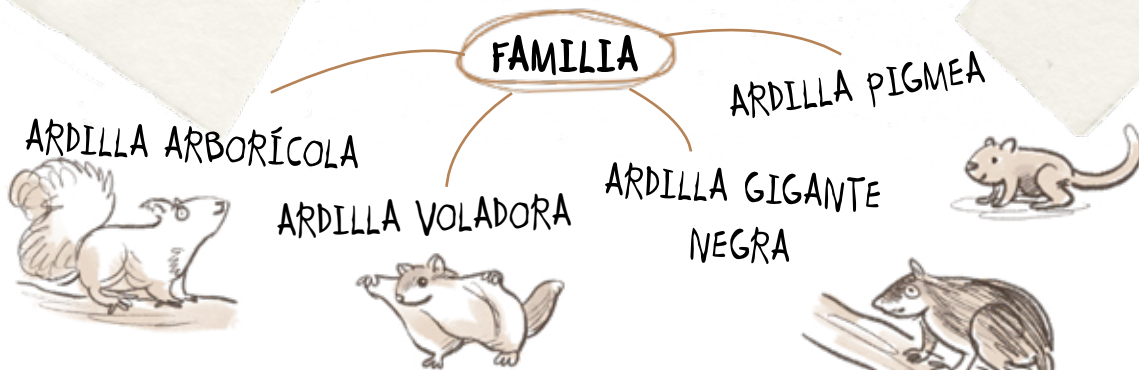 FAMILIA
ARDILLA PIGMEA
ARDILLA ARBORÍCOLA
ARDILLA GIGANTE
NEGRA
ARDILLA VOLADORA